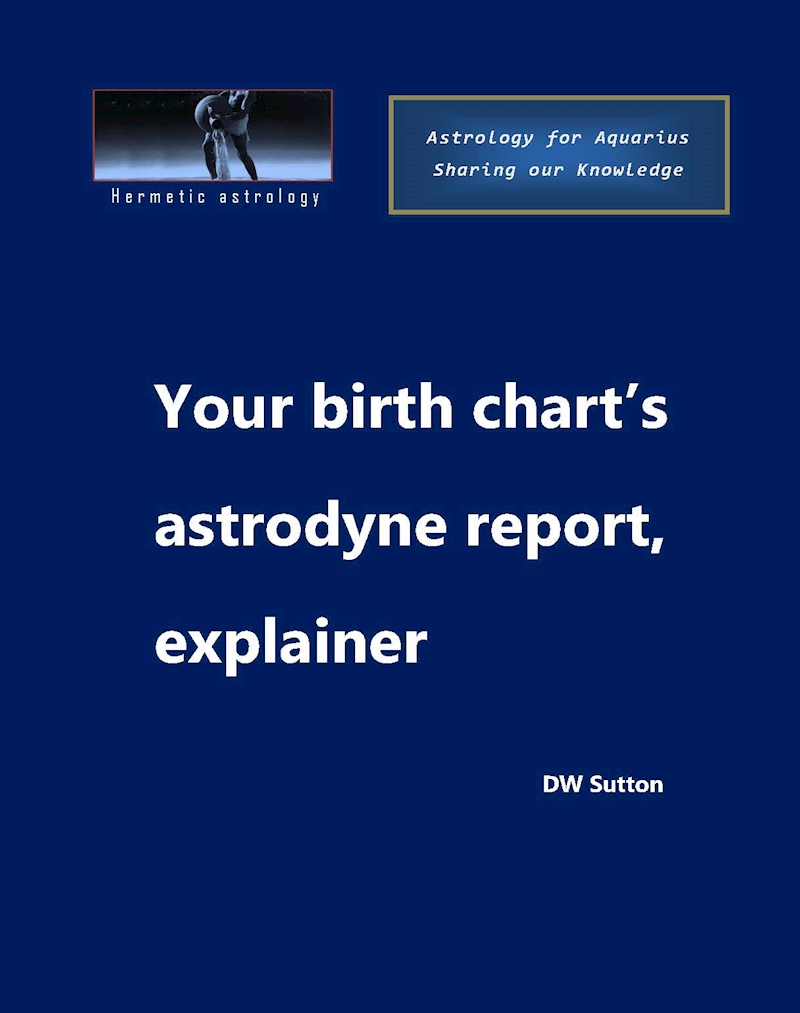 Hermetic astrology
Astrology for Aquarius
Sharing our Knowledge
Your birth chart’s
astrodyne report,
explainer
DW Sutton